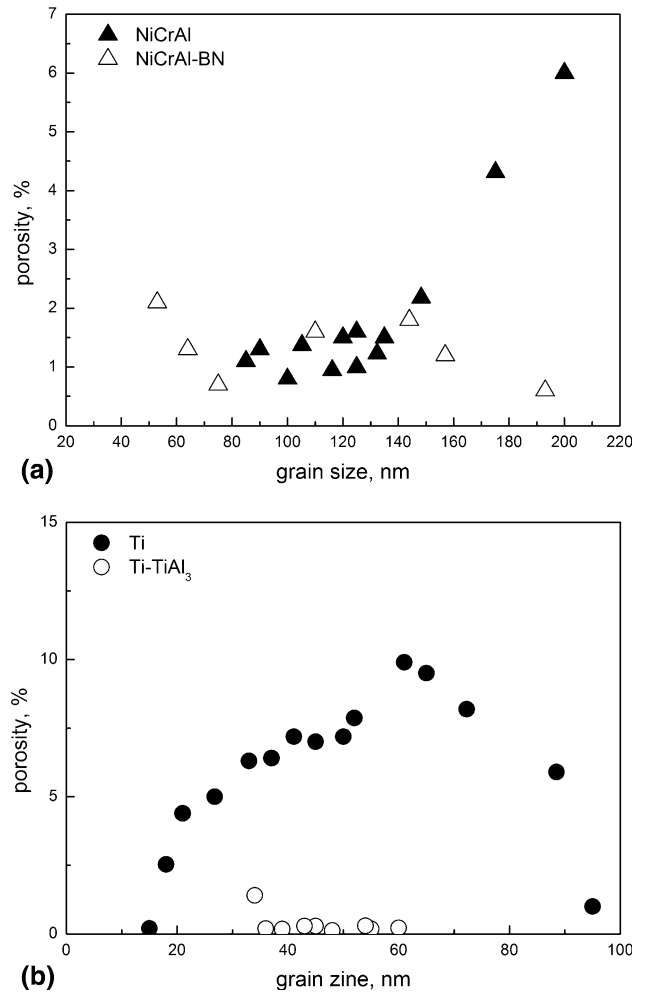 7
NiCrAl
NiCrAl-BN
6
5
4
3
2
1
0
porosity, %
20 40 60 80 100 120 140 160 180 200 220
(a) grain size, nm
15
Ti
Ti-TiAl₃
10
5
0
porosity, %
0 20 40 60 80 100
(b) grain zine, nm